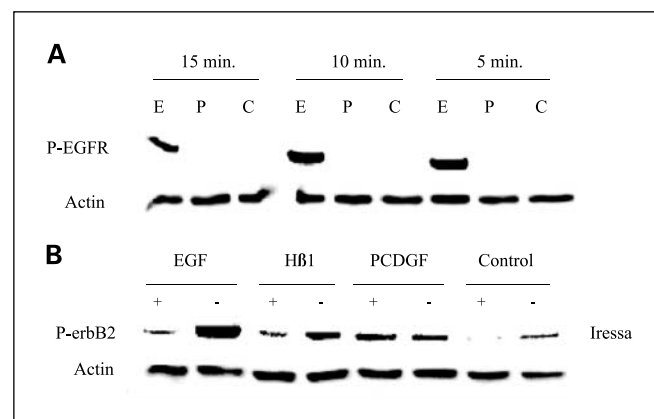 A
15 min. 10 min. 5 min.
E P C E P C E P C
P-EGFR
Actin
B
EGF Hß1 PCDGF Control
+ - + - + - + -
P-erbB2 Iressa
Actin